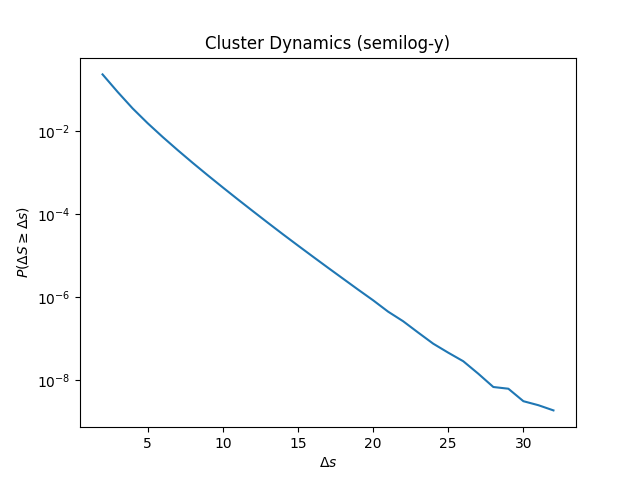 Cluster Dynamics (semilog-y)
P(ΔS ≥ Δs)
10⁻²
10⁻⁴
10⁻⁶
10⁻⁸
5 10 15 20 25 30
Δs